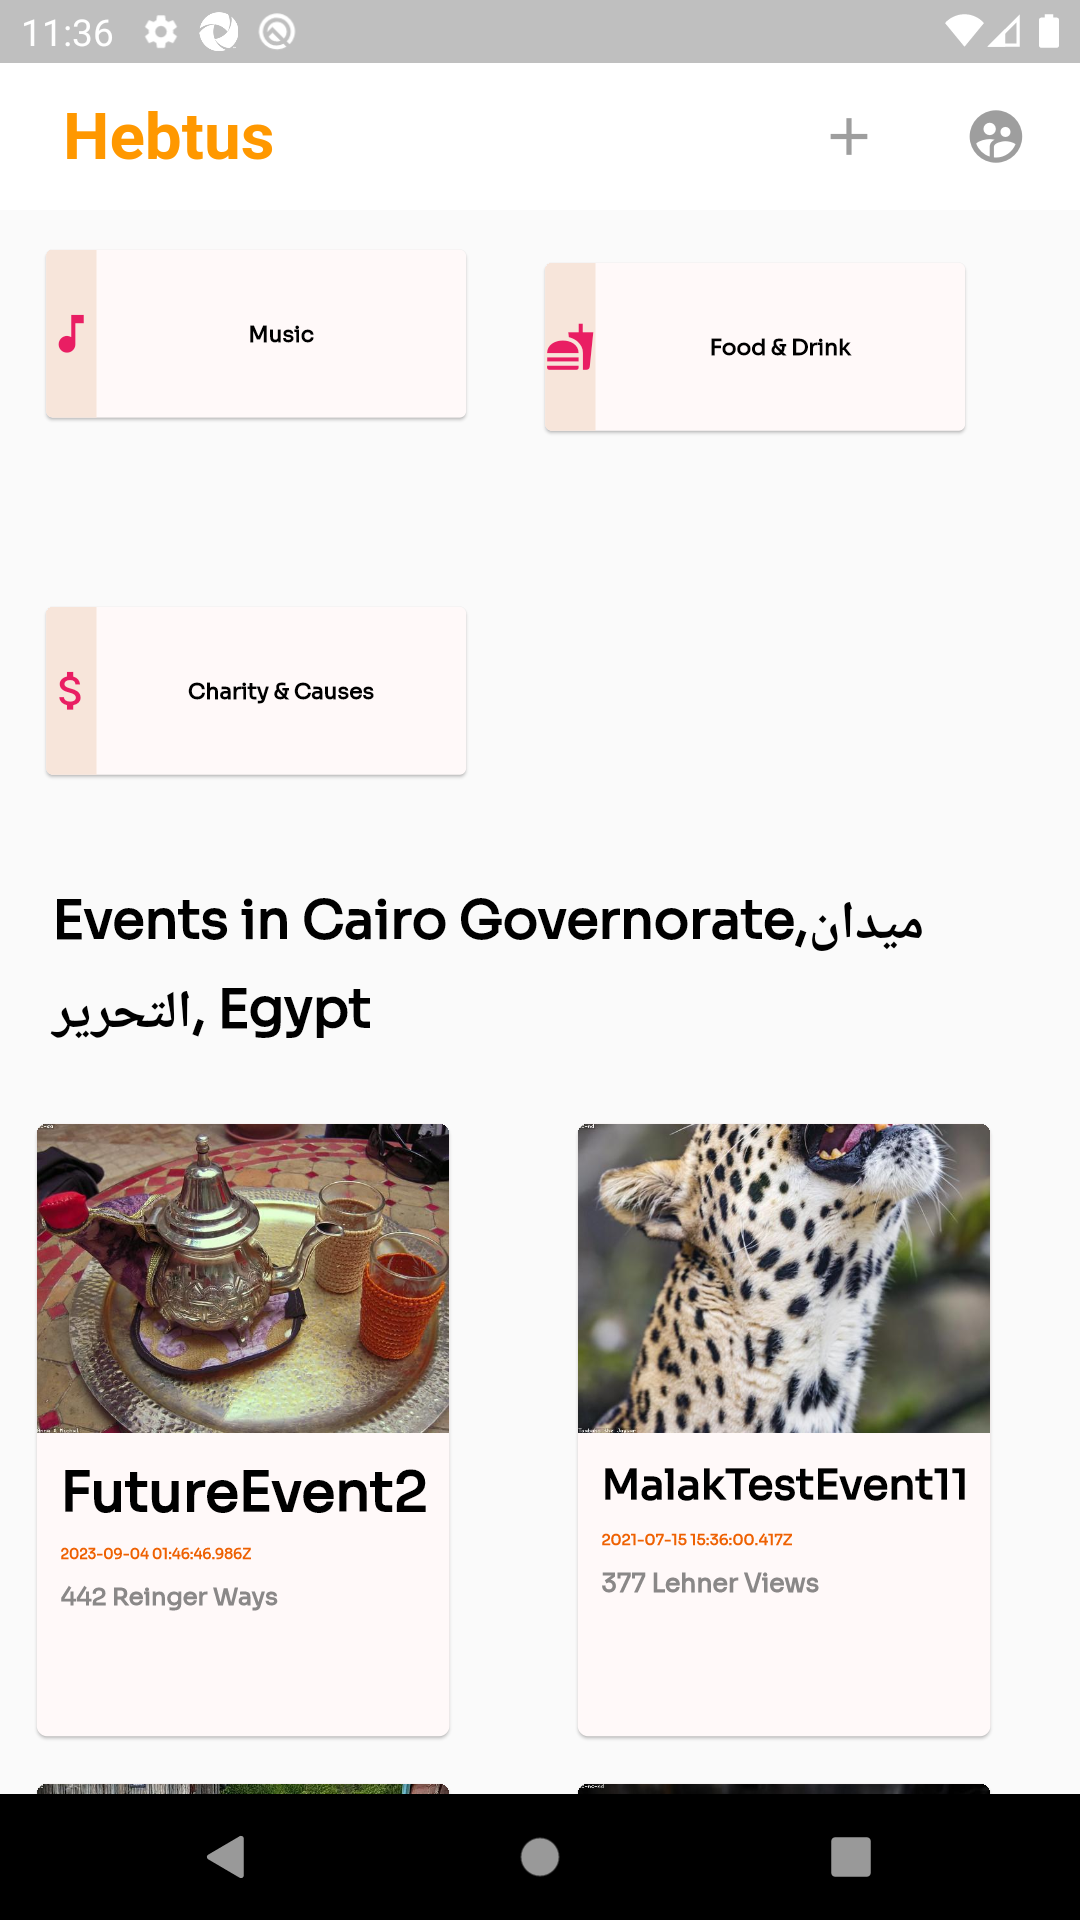 11:36
Hebtus
Music
Food & Drink
Charity & Causes
Events in Cairo Governorate,ميدان
التحرير, Egypt
FutureEvent2
2023-09-04 01:46:46.986Z
442 Reinger Ways
MalakTestEvent11
2021-07-15 15:36:00.417Z
377 Lehner Views